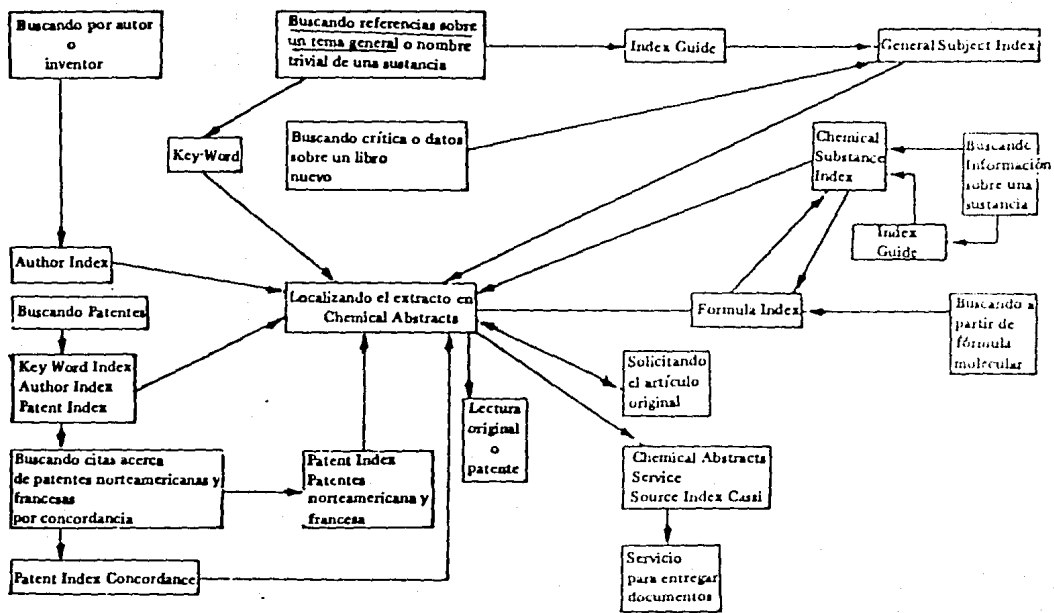 Buscando por autor
o
inventor
Buscando referencias sobre
un tema general o nombre
trivial de una sustancia
Index Guide
General Subject Index
Key-Word
Buscando crítica o datos
sobre un libro
nuevo
Chemical
Substance
Index
Buscando
Información
sobre una
sustancia
Index
Guide
Author Index
Localizando el extracto en
Chemical Abstracts
Formula Index
Buscando a
partir de
fórmula
molecular
Buscando Patentes
Key Word Index
Author Index
Patent Index
Solicitando
el artículo
original
Lectura
original
o
patente
Buscando citas acerca
de patentes norteamericanas y
francesas
por concordancia
Patent Index
Patentes
norteamericana y
francesa
Chemical Abstracts
Service
Source Index Cassi
Patent Index Concordance
Servicio
para entregar
documentos